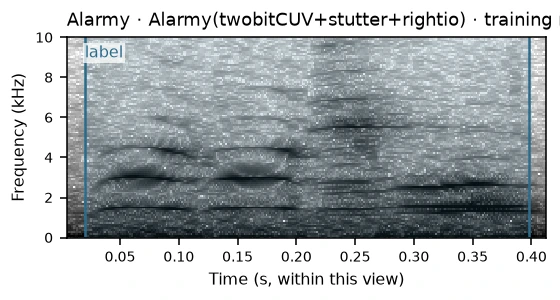 Alarmy · Alarmy(twobitCUV+stutter+rightio) · training
label
10
8
6
4
2
0
Frequency (kHz)
0.05 0.10 0.15 0.20 0.25 0.30 0.35 0.40
Time (s, within this view)